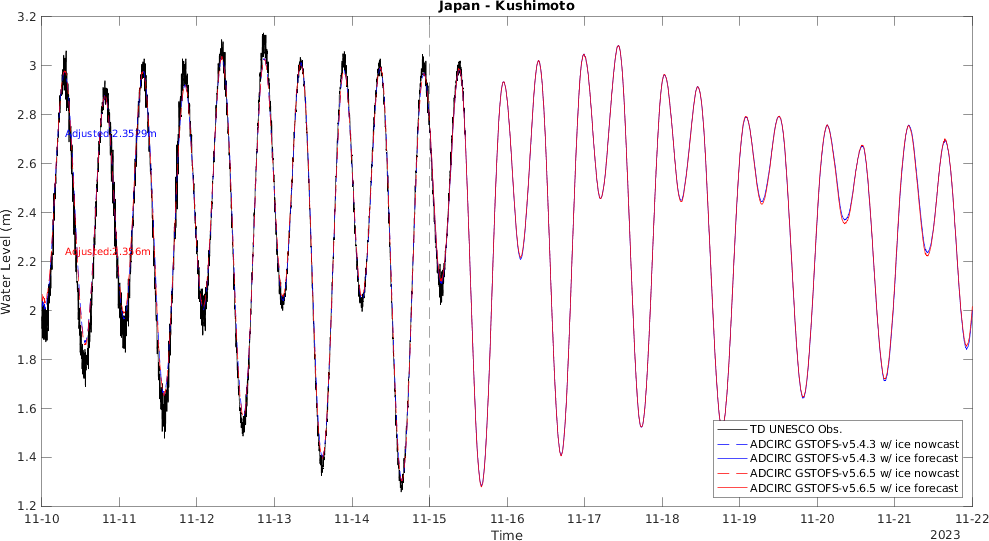 Japan - Kushimoto
3.2
3
2.8
2.6
2.4
2.2
2
1.8
1.6
1.4
1.2
Water Level (m)
Adjusted:2.3529m
Adjusted:2.356m
TD UNESCO Obs.
ADCIRC GSTOFS-v5.4.3 w/ ice nowcast
ADCIRC GSTOFS-v5.4.3 w/ ice forecast
ADCIRC GSTOFS-v5.6.5 w/ ice nowcast
ADCIRC GSTOFS-v5.6.5 w/ ice forecast
11-10 11-11 11-12 11-13 11-14 11-15 11-16 11-17 11-18 11-19 11-20 11-21 11-22
Time
2023